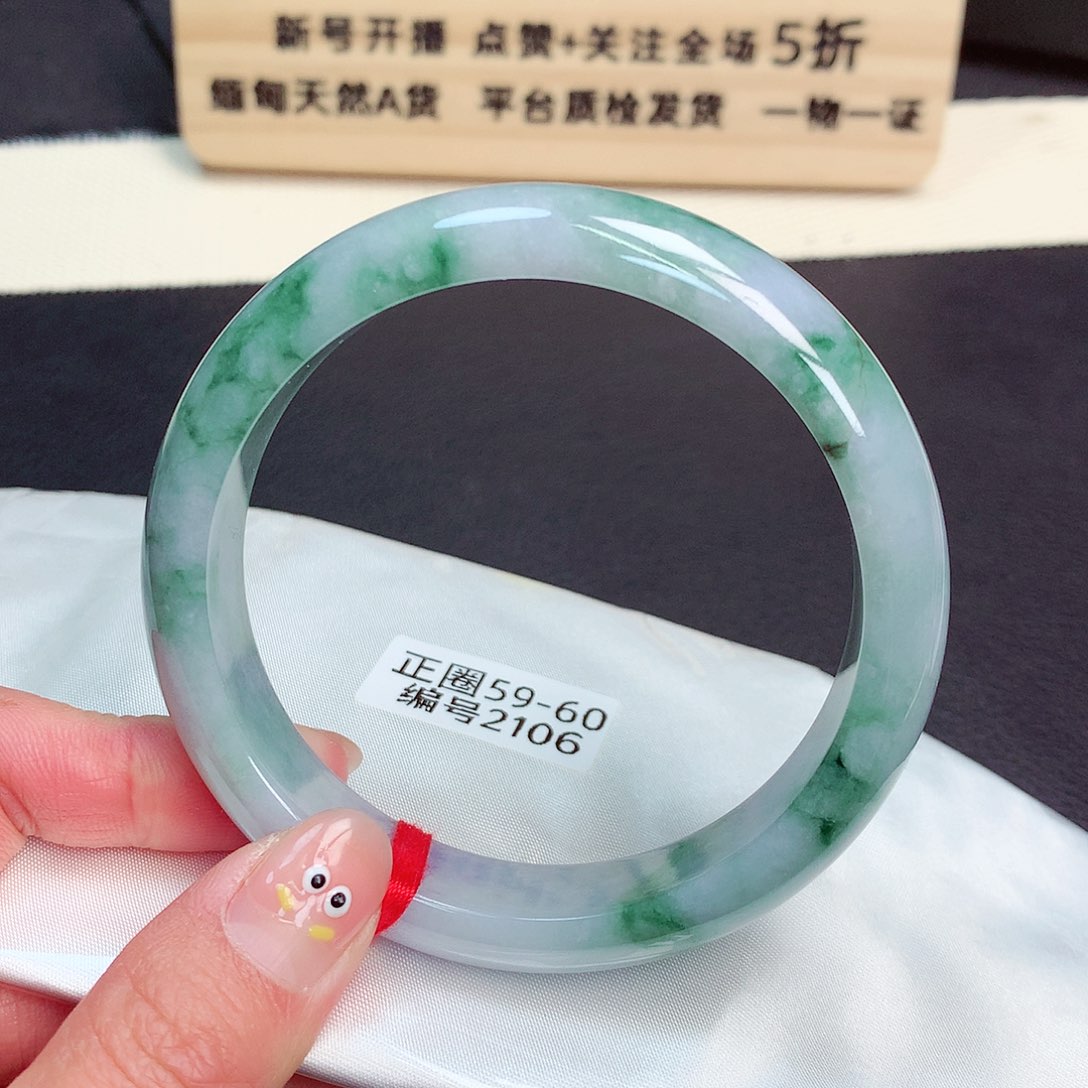 新号开播 点赞+关注全场5折
缅甸天然A货 平台质检发货 一物一证
正圈59-60
编号2106